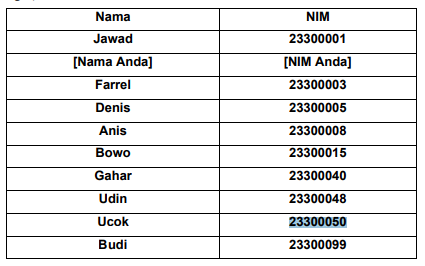 Nama NIM
Jawad 23300001
[Nama Anda] [NIM Anda]
Farrel 23300003
Denis 23300005
Anis 23300008
Bowo 23300015
Gahar 23300040
Udin 23300048
Ucok 23300050
Budi 23300099